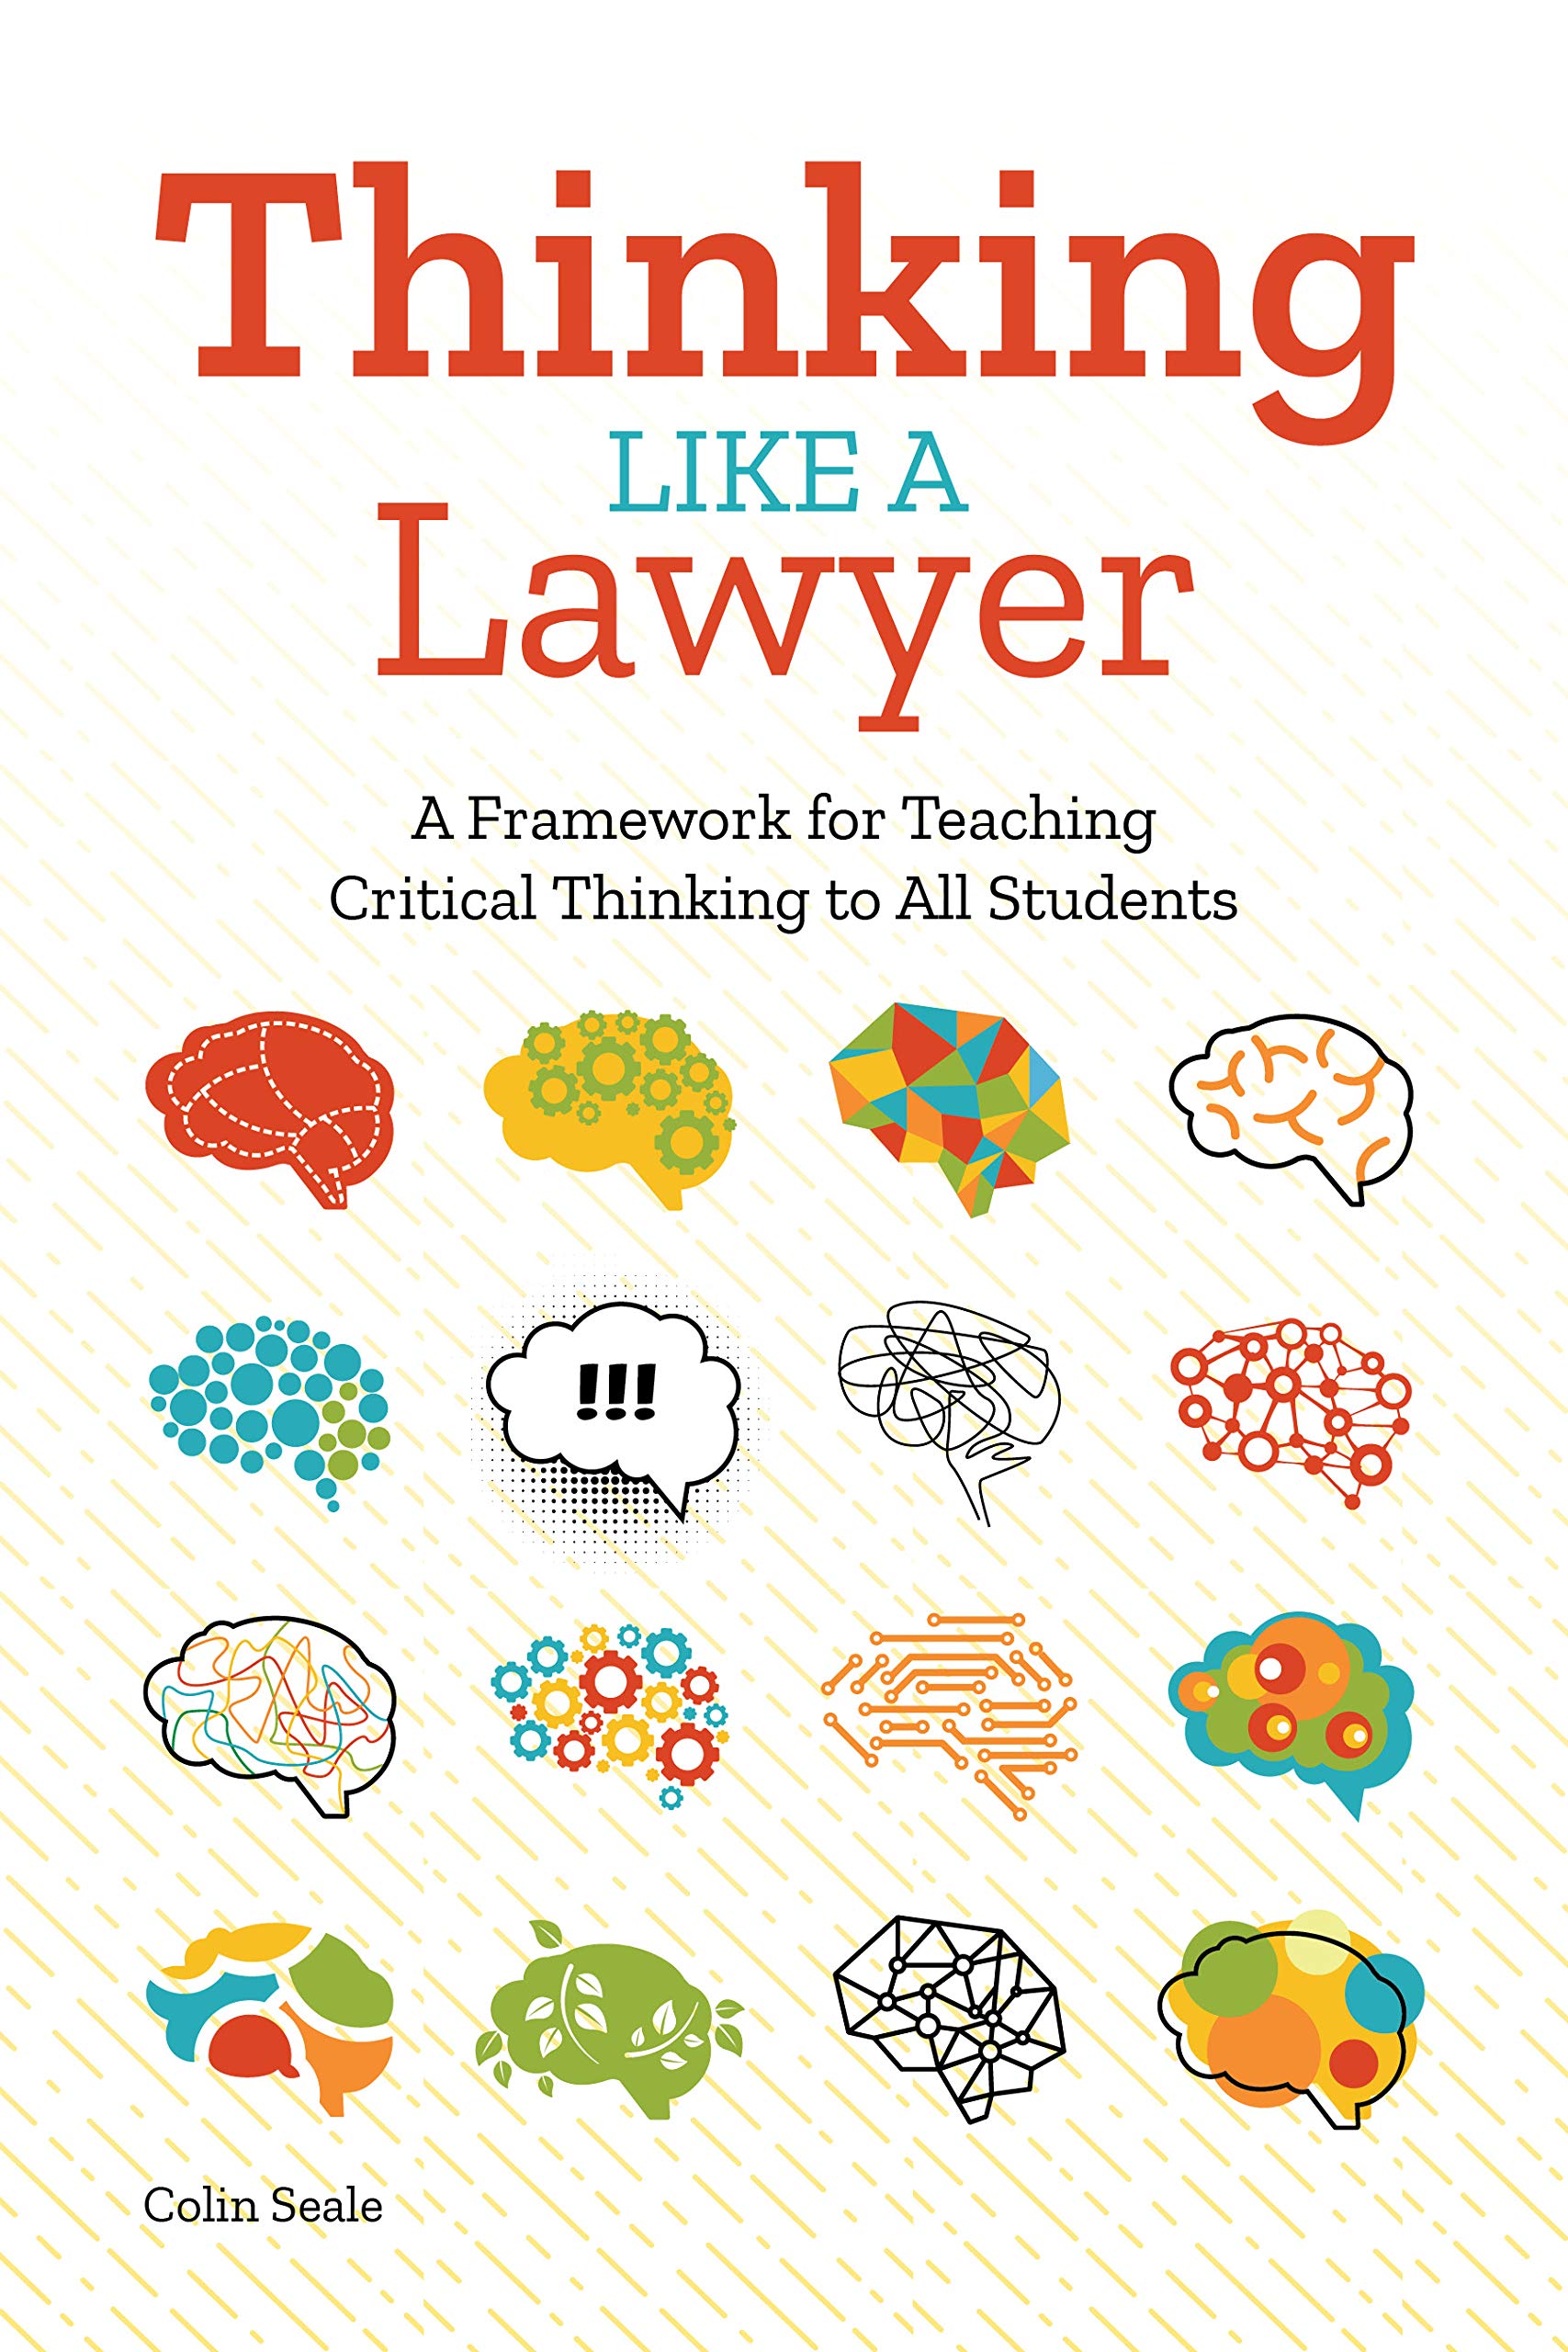 Thinking
LIKE A
Lawyer
A Framework for Teaching
Critical Thinking to All Students
!!!
Colin Seale